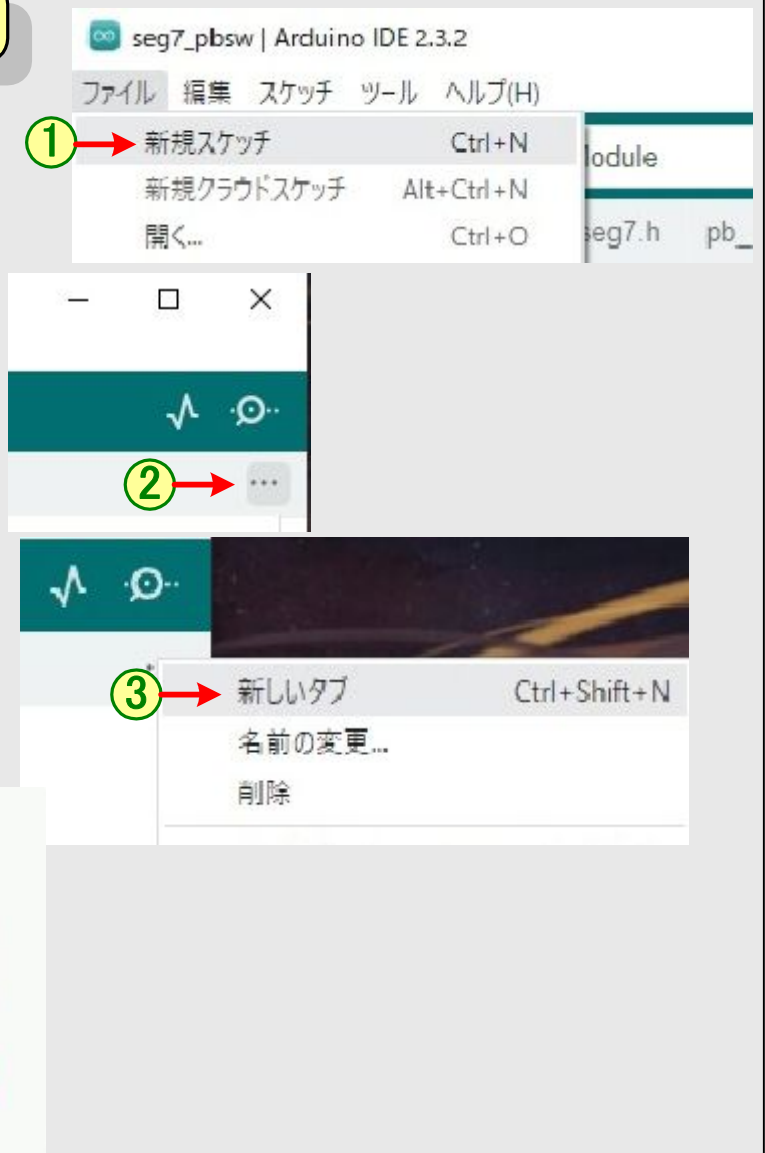 seg7_pbsw | Arduino IDE 2.3.2
ファイル 編集 スケッチ ツール ヘルプ(H)
1 新規スケッチ Ctrl+N
odule
新規クラウドスケッチ Alt+Ctrl+N
開く... Ctrl+O
seg7.h pb_
2 ...
3 新しいタブ Ctrl+Shift+N
名前の変更...
削除